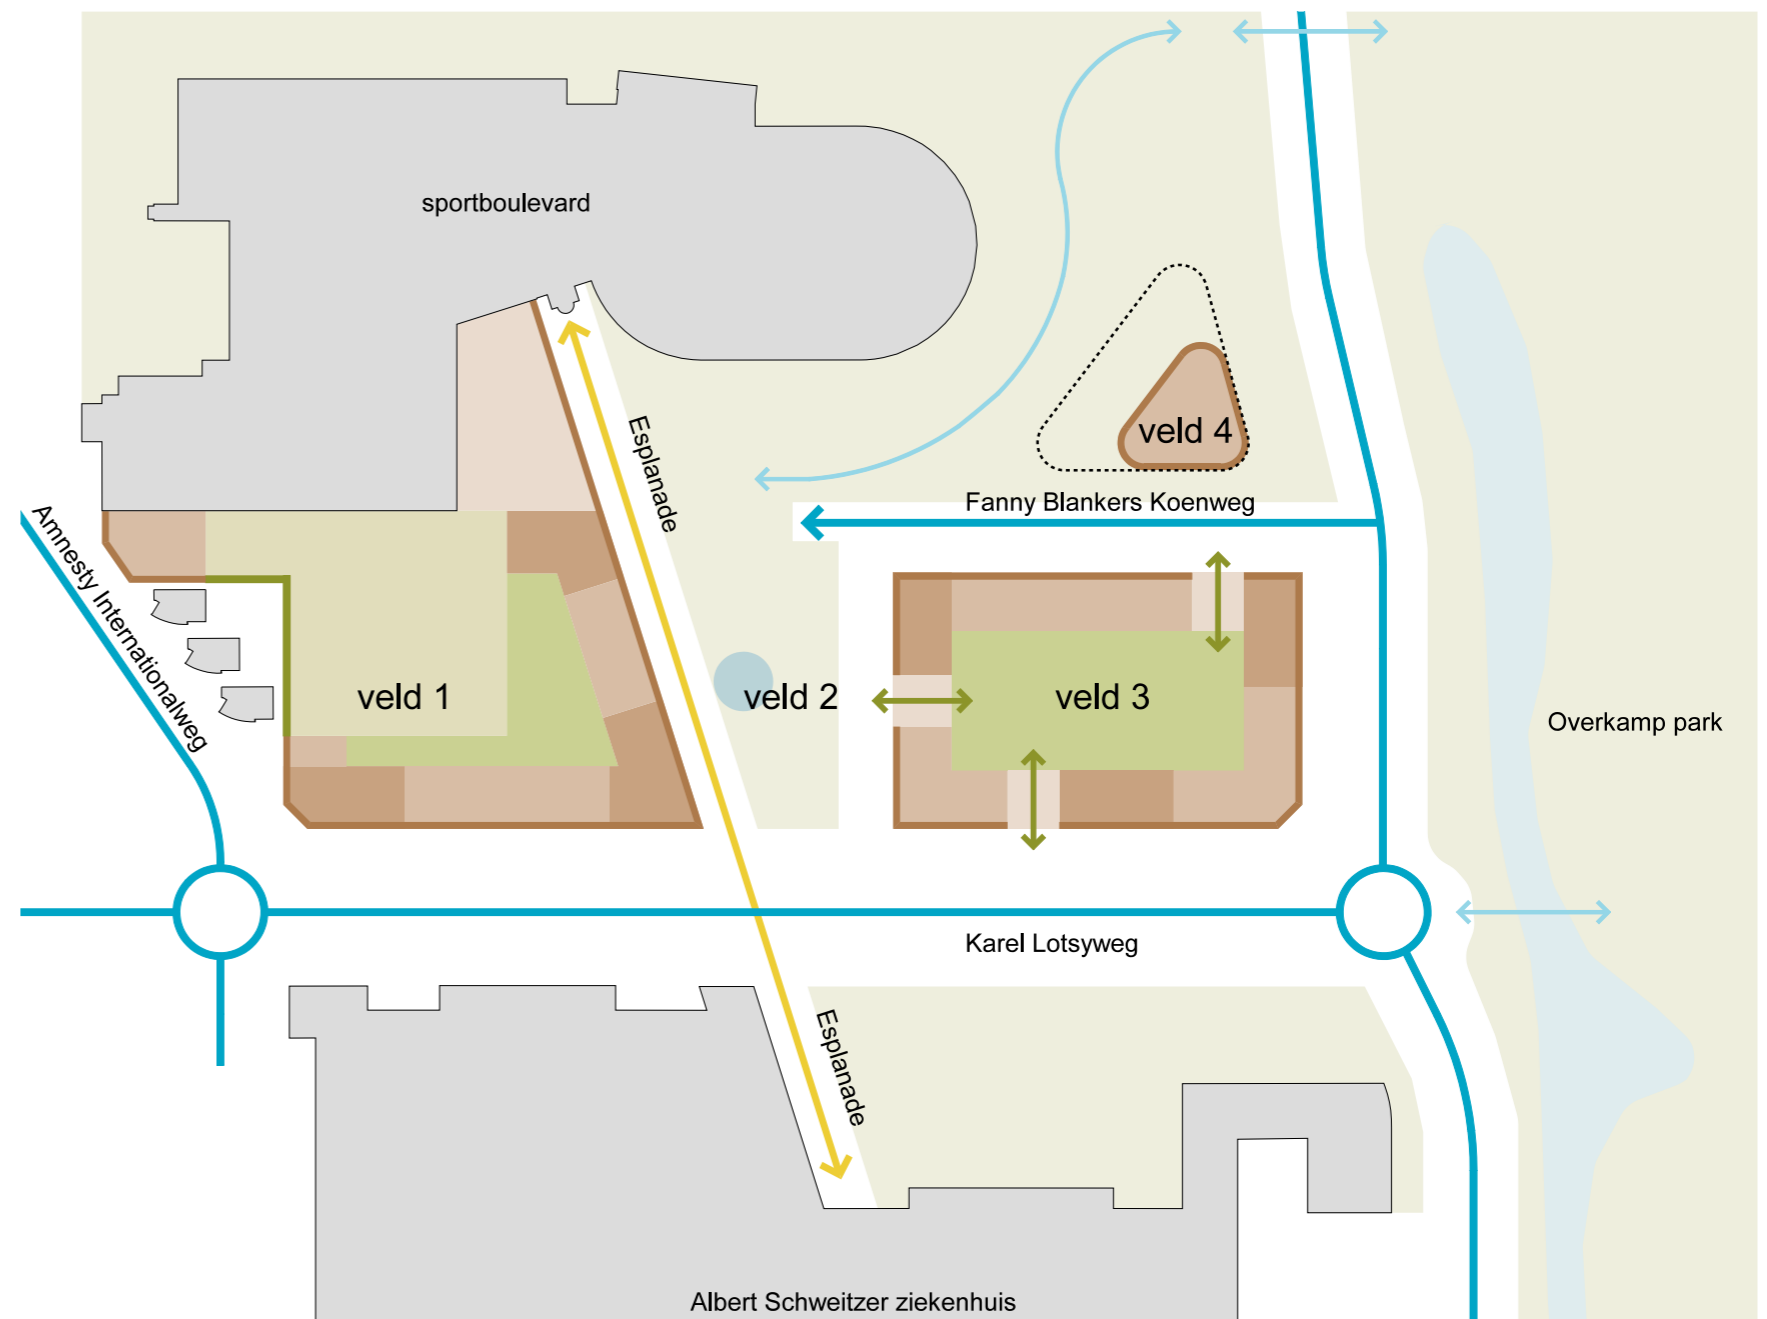 sportboulevard
Esplanade
veld 4
Fanny Blankers Koenweg
Amnesty Internationalweg
veld 1
veld 2
veld 3
Overkamp park
Karel Lotsyweg
Esplanade
Albert Schweitzer ziekenhuis